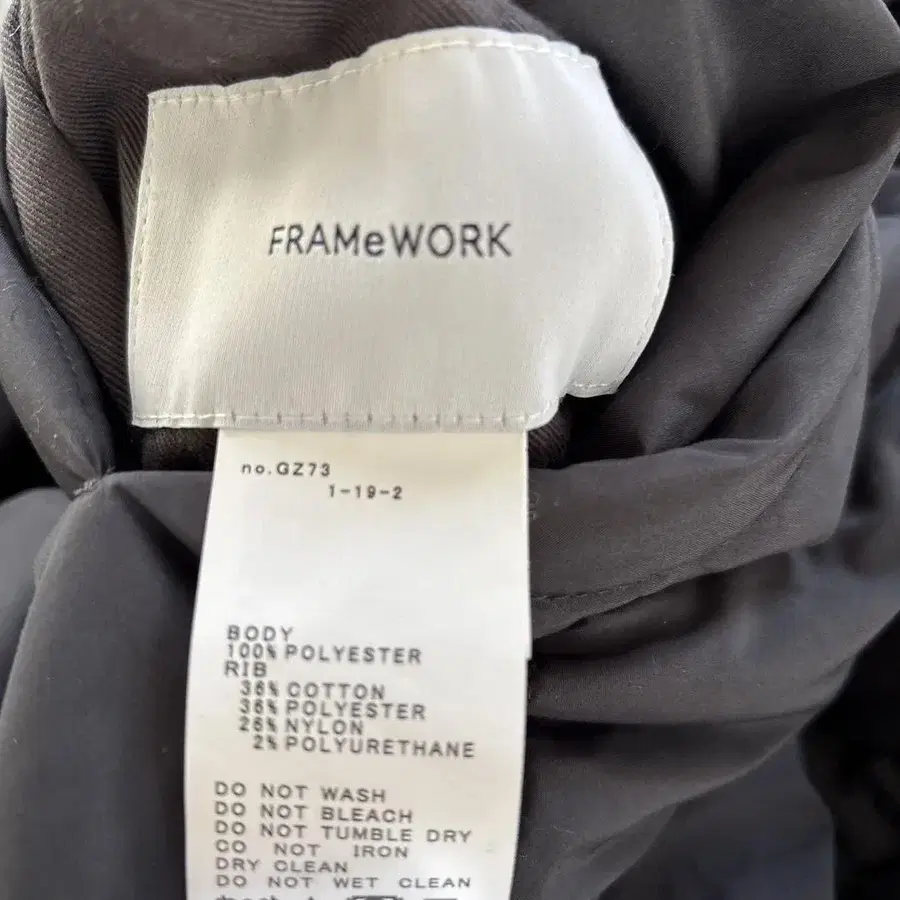 FRAMeWORK
no.GZ73
1-19-2
BODY
100% POLYESTER
RIB
36% COTTON
36% POLYESTER
26% NYLON
2% POLYURETHANE
DO NOT WASH
DO NOT BLEACH
DO NOT TUMBLE DRY
CO NOT IRON
DRY CLEAN
DO NOT WET CLEAN